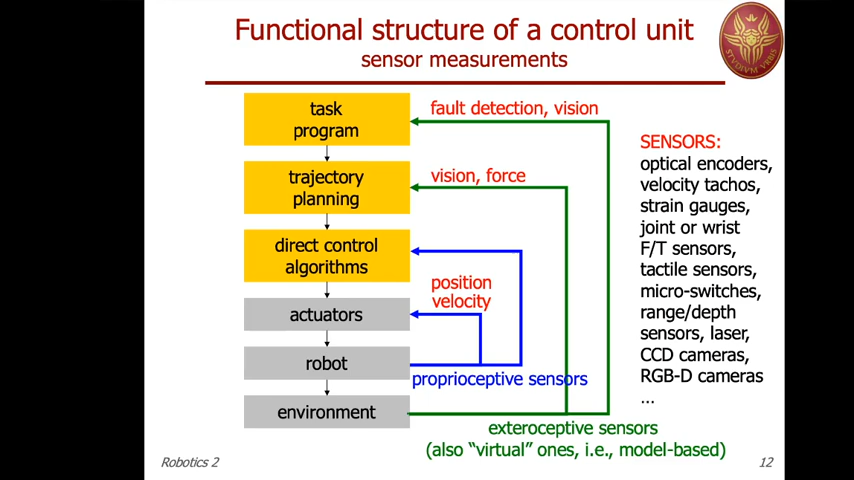 Functional structure of a control unit
sensor measurements
STVDIVM VRBIS
task
program
fault detection, vision
trajectory
planning
vision, force
direct control
algorithms
position
velocity
actuators
robot
proprioceptive sensors
environment
exteroceptive sensors
(also “virtual” ones, i.e., model-based)
SENSORS:
optical encoders,
velocity tachos,
strain gauges,
joint or wrist
F/T sensors,
tactile sensors,
micro-switches,
range/depth
sensors, laser,
CCD cameras,
RGB-D cameras
...
Robotics 2
12